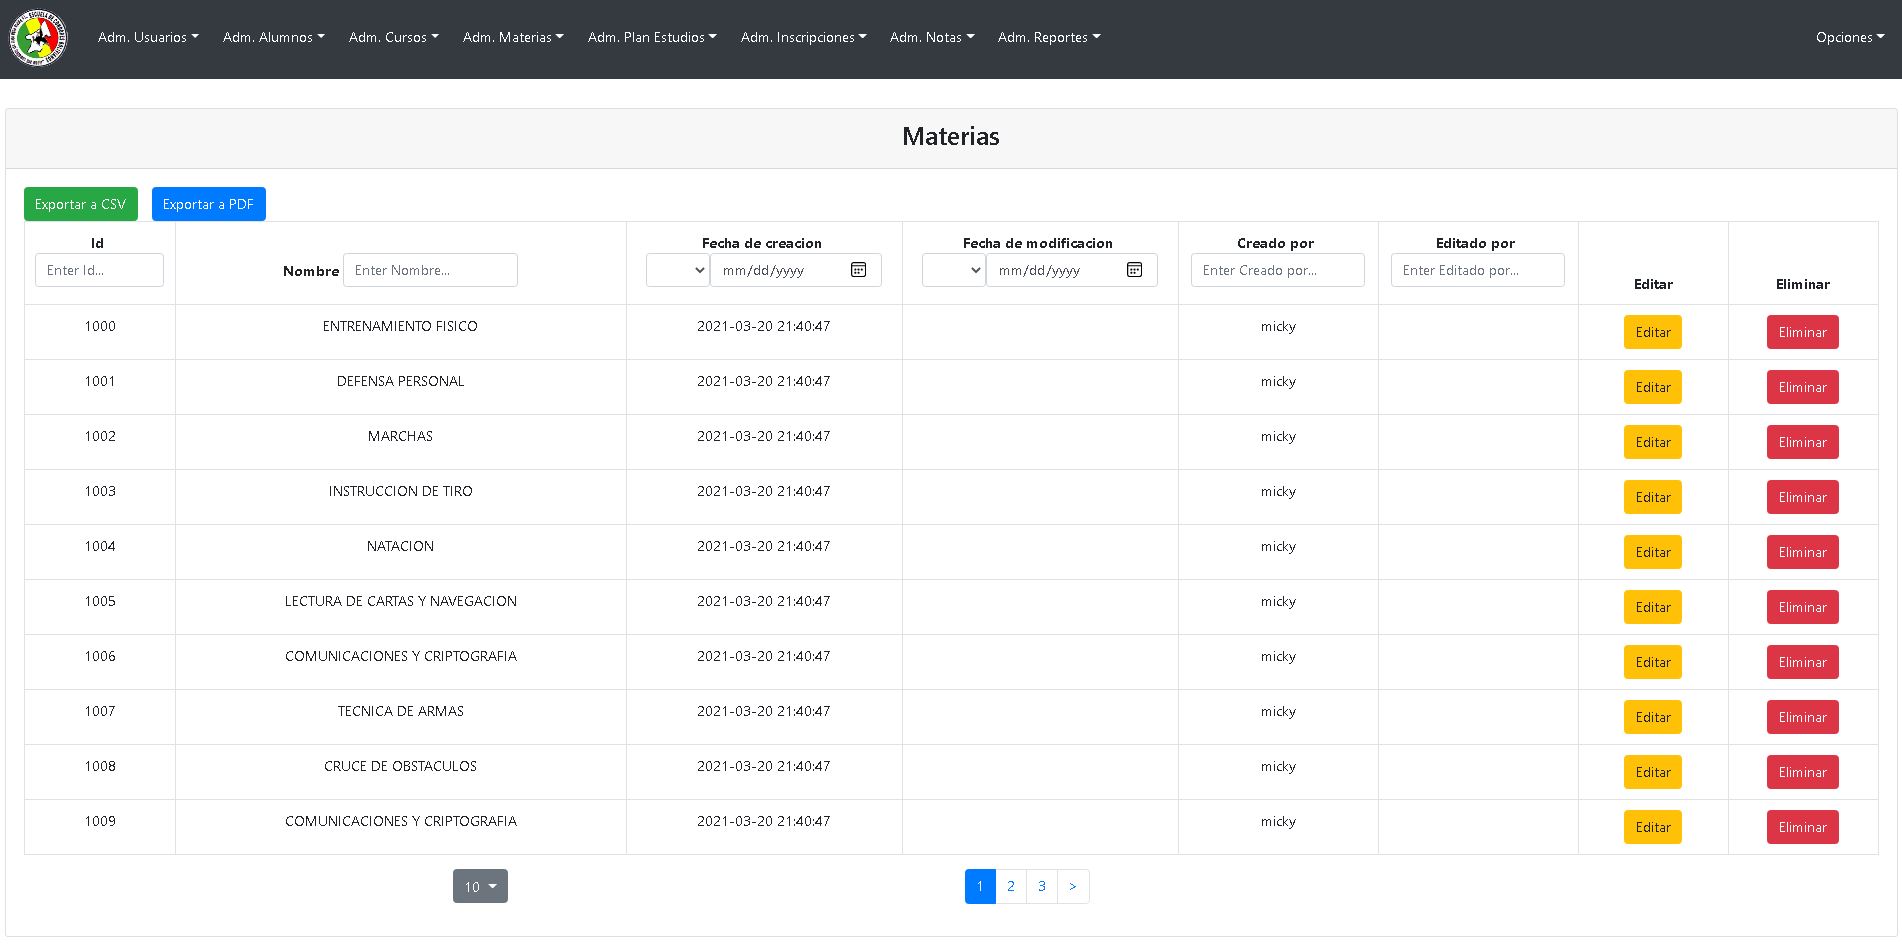 Adm. Usuarios Adm. Alumnos Adm. Cursos Adm. Materias Adm. Plan Estudios Adm. Inscripciones Adm. Notas Adm. Reportes Opciones
Materias
Exportar a CSV Exportar a PDF
Id Nombre Fecha de creacion Fecha de modificacion Creado por Editado por Editar Eliminar
Enter Id... Enter Nombre... mm/dd/yyyy mm/dd/yyyy Enter Creado por... Enter Editado por...
1000 ENTRENAMIENTO FISICO 2021-03-20 21:40:47 micky Editar Eliminar
1001 DEFENSA PERSONAL 2021-03-20 21:40:47 micky Editar Eliminar
1002 MARCHAS 2021-03-20 21:40:47 micky Editar Eliminar
1003 INSTRUCCION DE TIRO 2021-03-20 21:40:47 micky Editar Eliminar
1004 NATACION 2021-03-20 21:40:47 micky Editar Eliminar
1005 LECTURA DE CARTAS Y NAVEGACION 2021-03-20 21:40:47 micky Editar Eliminar
1006 COMUNICACIONES Y CRIPTOGRAFIA 2021-03-20 21:40:47 micky Editar Eliminar
1007 TECNICA DE ARMAS 2021-03-20 21:40:47 micky Editar Eliminar
1008 CRUCE DE OBSTACULOS 2021-03-20 21:40:47 micky Editar Eliminar
1009 COMUNICACIONES Y CRIPTOGRAFIA 2021-03-20 21:40:47 micky Editar Eliminar
10 1 2 3 >